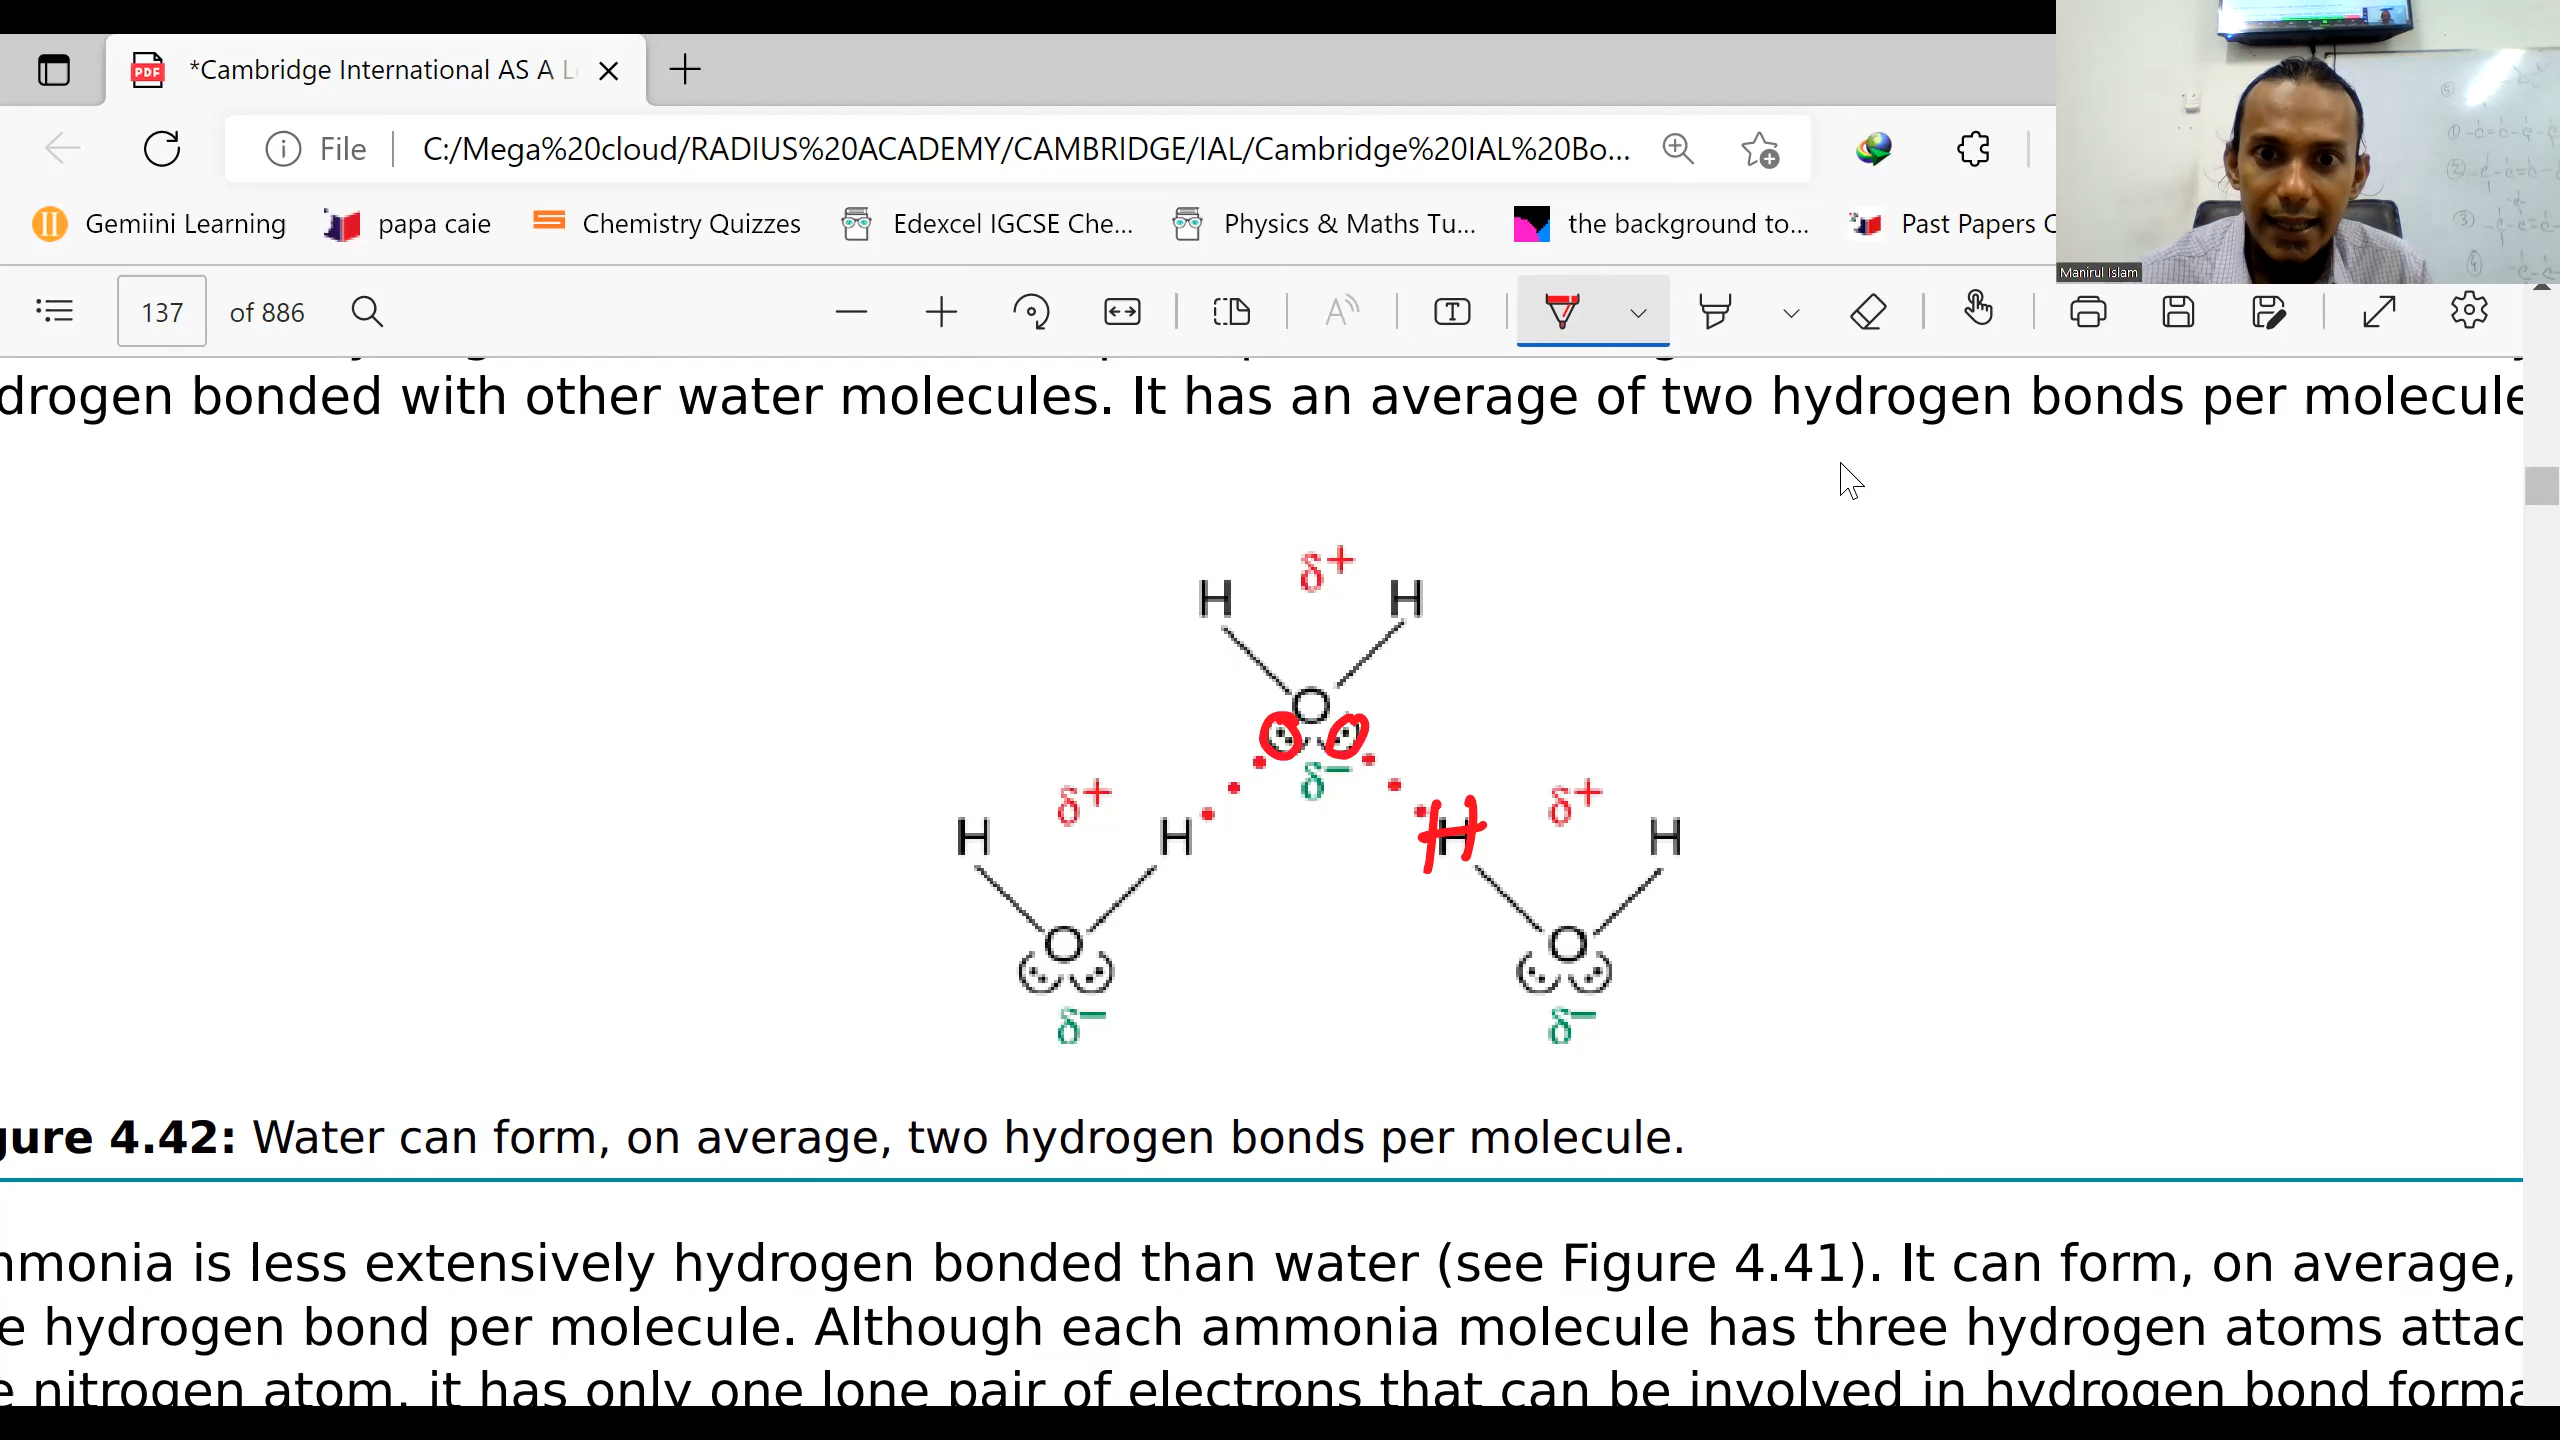 *Cambridge International AS A L
File
C:/Mega%20cloud/RADIUS%20ACADEMY/CAMBRIDGE/IAL/Cambridge%20IAL%20Bo...
Gemiini Learning papa caie Chemistry Quizzes Edexcel IGCSE Che... Physics & Maths Tu... the background to... Past Papers
Manirul Islam
137 of 886
drogen bonded with other water molecules. It has an average of two hydrogen bonds per molecule
δ+
H H
O
δ−
δ+ δ+
H H H H
O O
δ− δ−
gure 4.42: Water can form, on average, two hydrogen bonds per molecule.
mmonia is less extensively hydrogen bonded than water (see Figure 4.41). It can form, on average,
e hydrogen bond per molecule. Although each ammonia molecule has three hydrogen atoms attac
e nitrogen atom, it has only one lone pair of electrons that can be involved in hydrogen bond forma